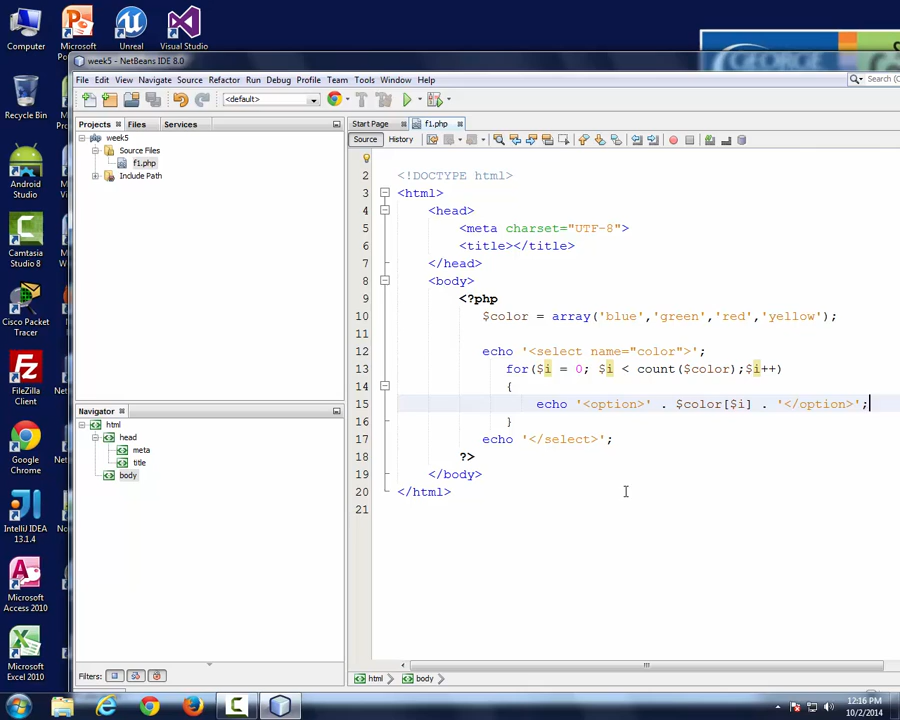 Computer
Microsoft
Unreal
Visual Studio
Recycle Bin
Android
Studio
Camtasia
Studio 8
Cisco Packet
Tracer
FileZilla
Client
Google
Chrome
IntelliJ IDEA
13.1.4
Microsoft
Access 2010
Microsoft
Excel 2010
week5 - NetBeans IDE 8.0
File Edit View Navigate Source Refactor Run Debug Profile Team Tools Window Help
<default>
Search (C
Projects Files Services
week5
Source Files
f1.php
Include Path
Navigator
html
head
meta
title
body
Filters:
Start Page f1.php
Source History
2 <!DOCTYPE html>
3 <html>
4 <head>
5 <meta charset="UTF-8">
6 <title></title>
7 </head>
8 <body>
9 <?php
10 $color = array('blue','green','red','yellow');
11
12 echo '<select name="color">';
13 for($i = 0; $i < count($color);$i++)
14 {
15 echo '<option>' . $color[$i] . '</option>';
16 }
17 echo '</select>';
18 ?>
19 </body>
20 </html>
21
html body
12:16 PM
10/2/2014